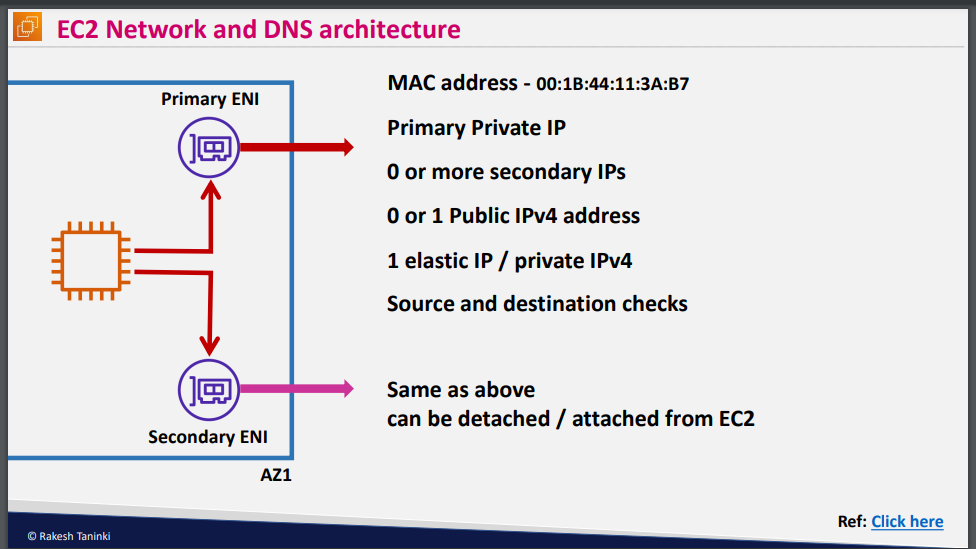 EC2 Network and DNS architecture
Primary ENI
MAC address - 00:1B:44:11:3A:B7
Primary Private IP
0 or more secondary IPs
0 or 1 Public IPv4 address
1 elastic IP / private IPv4
Source and destination checks
Same as above
can be detached / attached from EC2
Secondary ENI
AZ1
Ref: Click here
© Rakesh Taninki